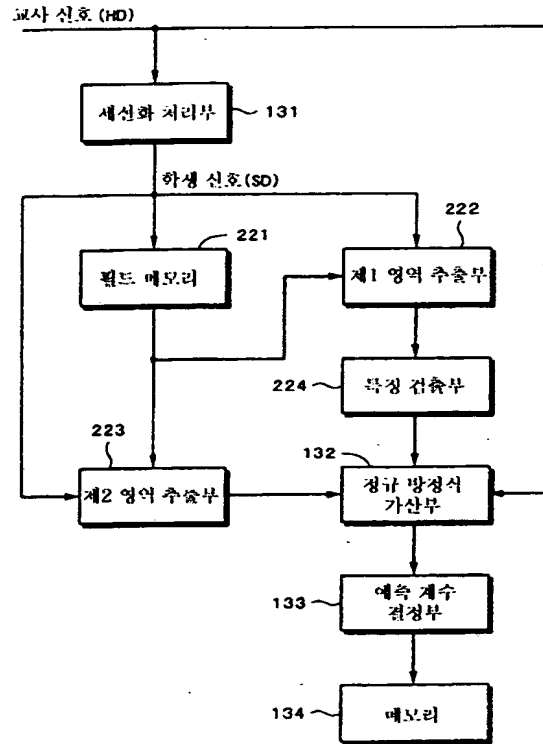 교사 신호 (HD)
세선화 처리부
131
학생 신호(SD)
221
222
필드 메모리
제1 영역 추출부
224
특징 검출부
223
132
제2 영역 추출부
정규 방정식
가산부
133
예측 계수
결정부
134
메모리